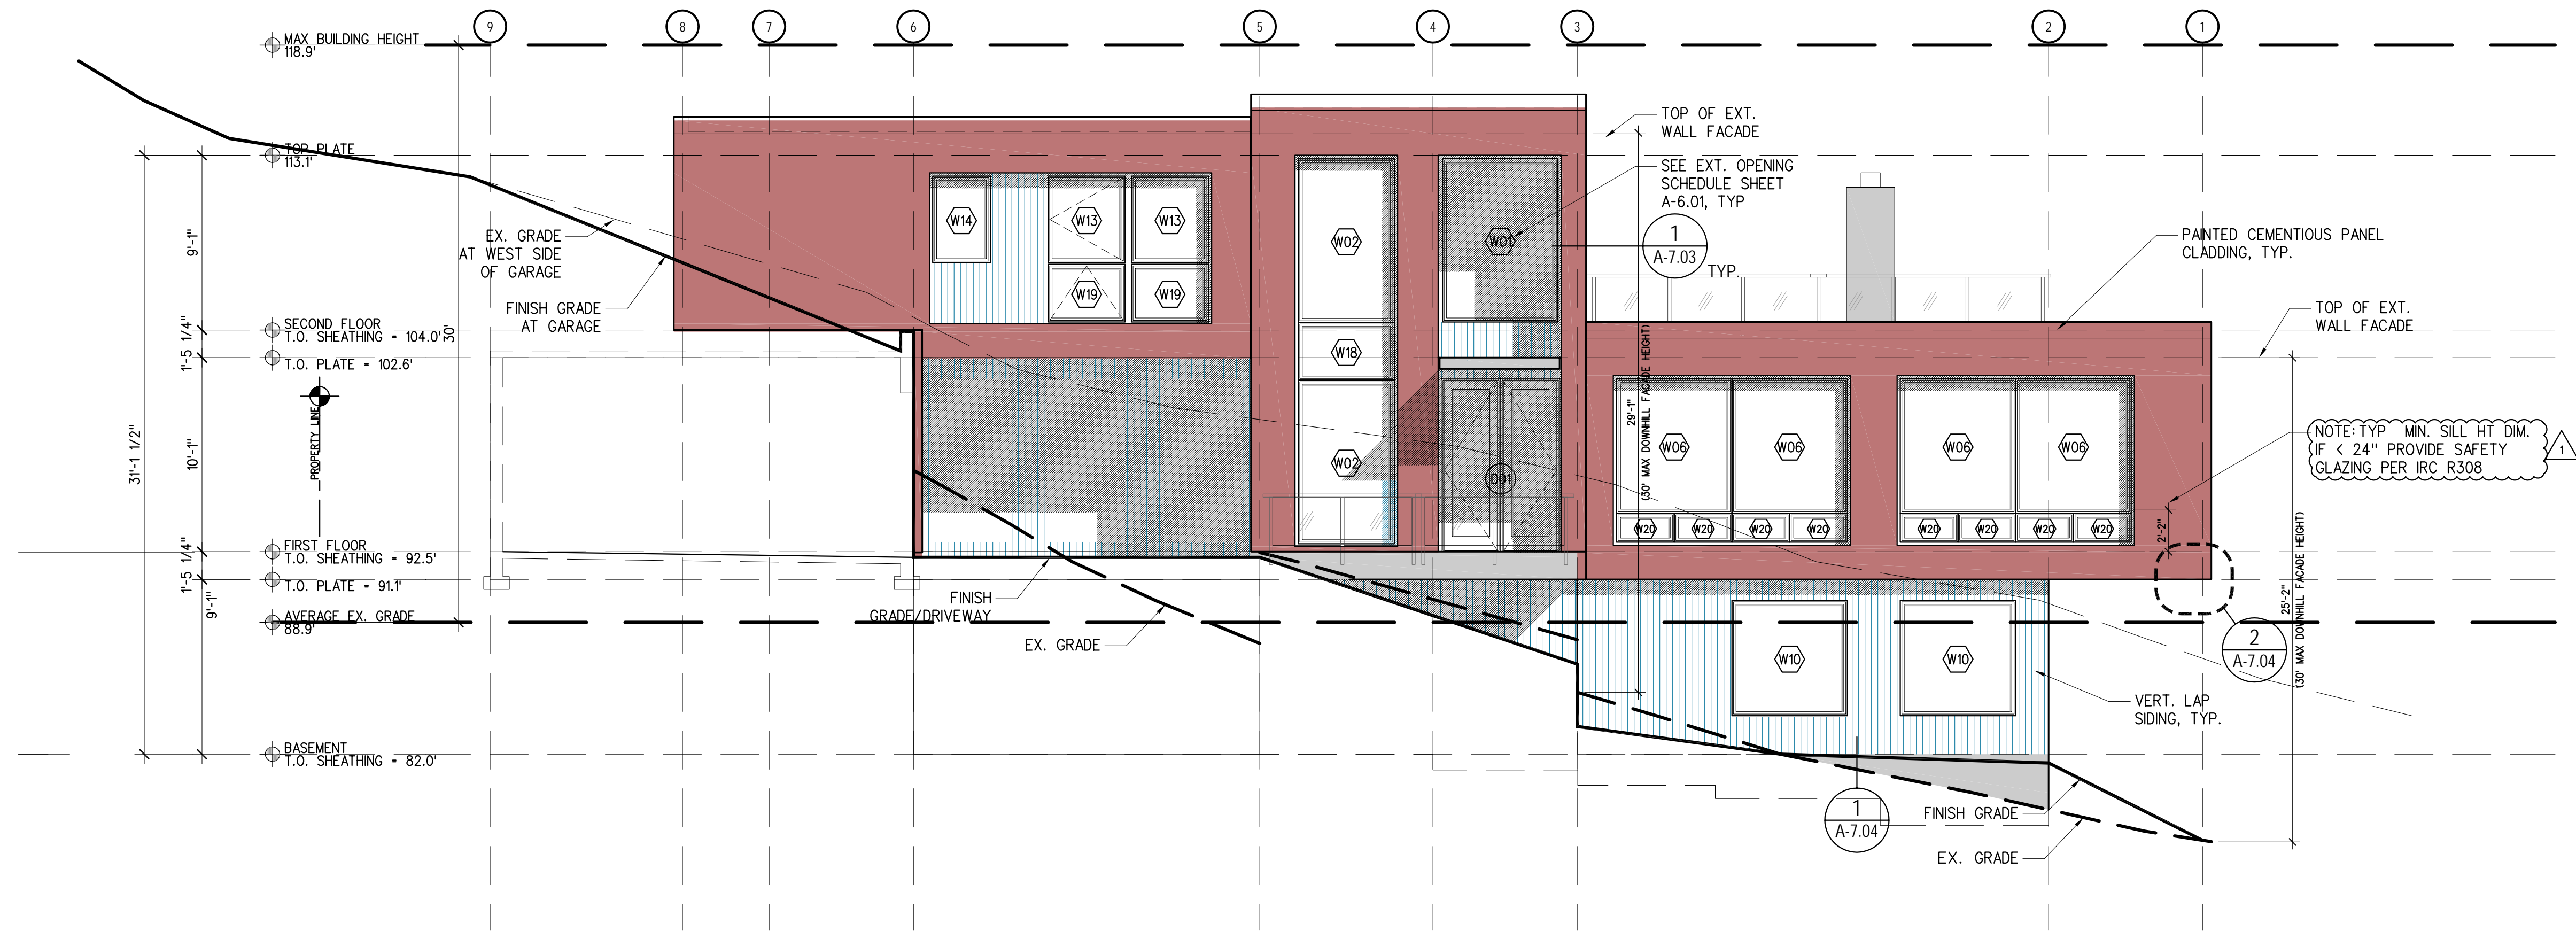 9
8
7
6
5
4
3
2
1
MAX BUILDING HEIGHT
118.9'
TOP PLATE
113.1'
SECOND FLOOR
T.O. SHEATHING = 104.0'
T.O. PLATE = 102.6'
PROPERTY LINE
FIRST FLOOR
T.O. SHEATHING = 92.5'
T.O. PLATE = 91.1'
AVERAGE EX. GRADE
88.9'
BASEMENT
T.O. SHEATHING = 82.0'
31'-1 1/2"
9'-1"
1'-5 1/4"
10'-1"
1'-5 1/4"
9'-1"
30'
EX. GRADE
AT WEST SIDE
OF GARAGE
FINISH GRADE
AT GARAGE
W14
W13
W13
W19
W19
W02
W18
W02
W01
D01
FINISH
GRADE/DRIVEWAY
EX. GRADE
TOP OF EXT.
WALL FACADE
SEE EXT. OPENING
SCHEDULE SHEET
A-6.01, TYP
1
A-7.03
TYP.
29'-1"
(30' MAX DOWNHILL FACADE HEIGHT)
W06
W06
W06
W06
W20
W20
W20
W20
W20
W20
W20
W20
W10
W10
PAINTED CEMENTIOUS PANEL
CLADDING, TYP.
TOP OF EXT.
WALL FACADE
NOTE: TYP MIN. SILL HT DIM.
IF < 24" PROVIDE SAFETY
GLAZING PER IRC R308
1
2'-2"
25'-2"
(30' MAX DOWNHILL FACADE HEIGHT)
2
A-7.04
VERT. LAP
SIDING, TYP.
1
A-7.04
FINISH GRADE
EX. GRADE